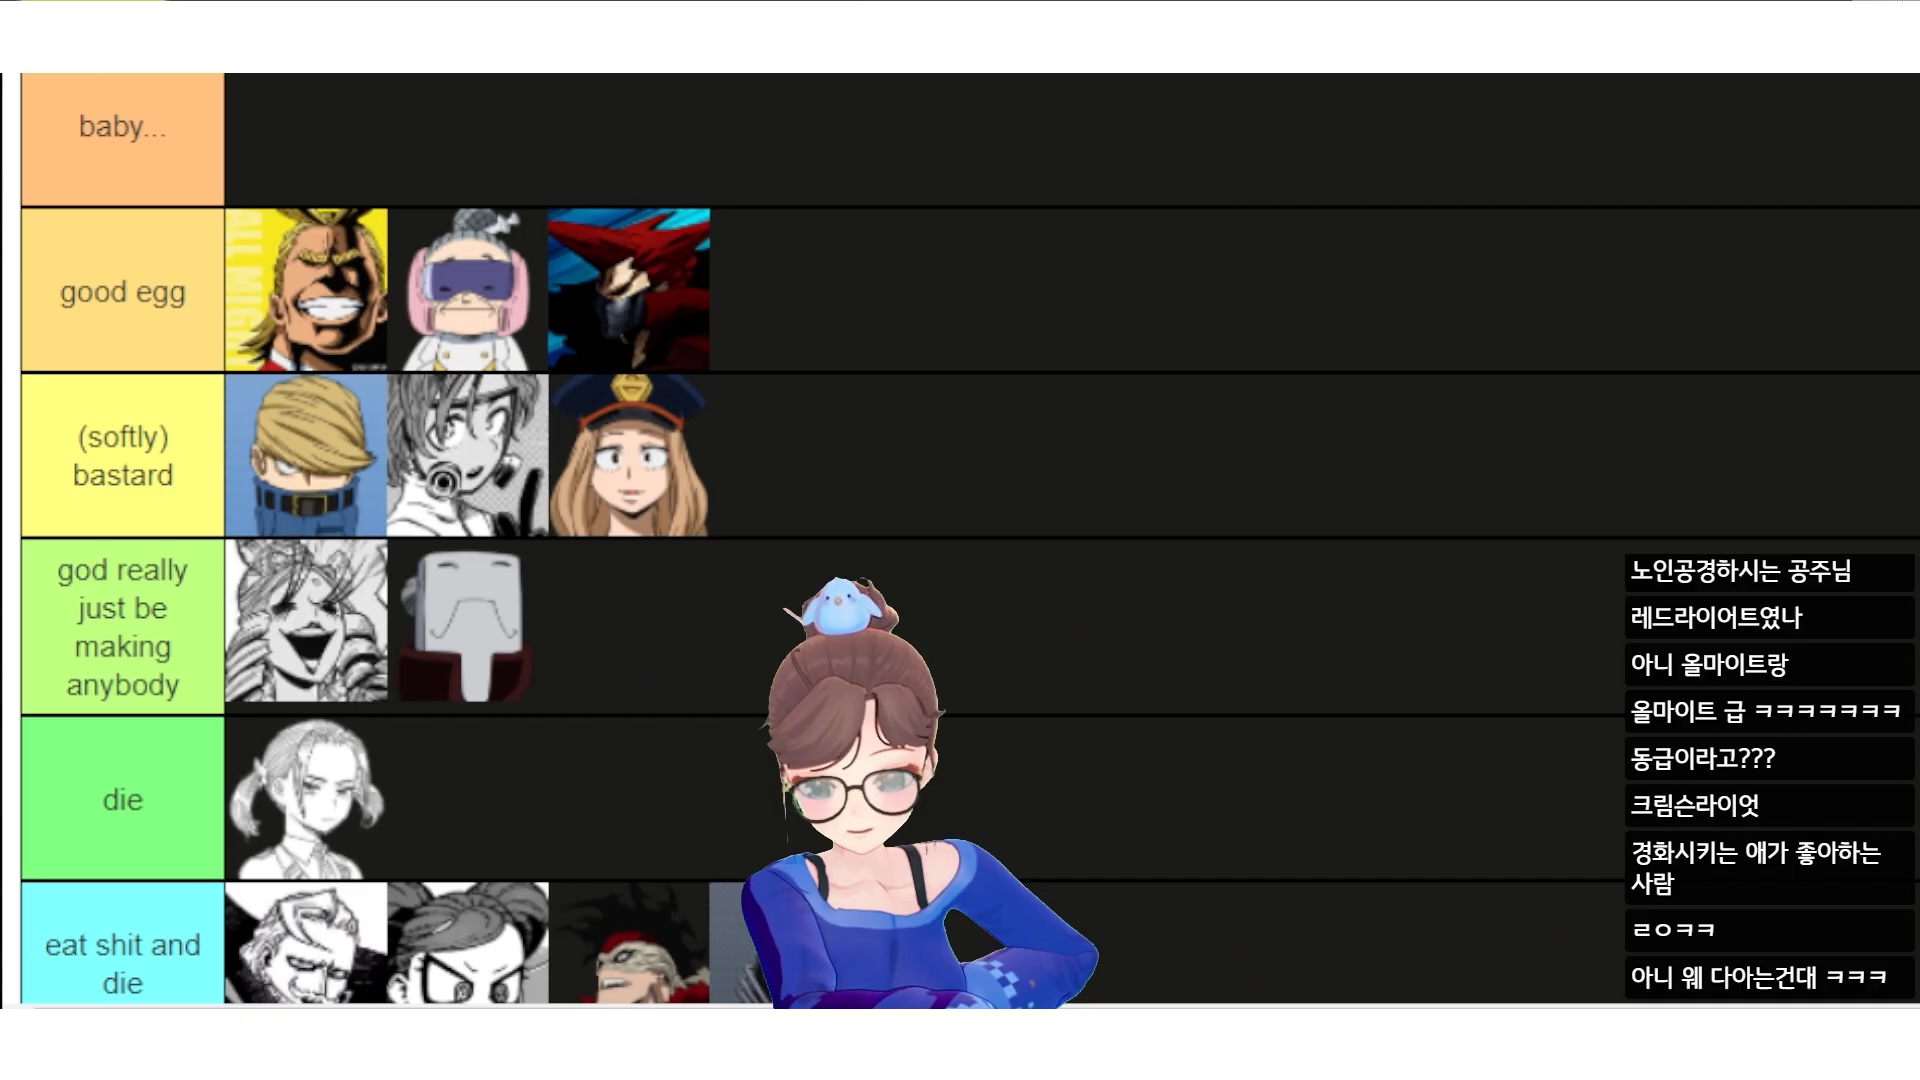 baby...
good egg
ALL MIGH
(softly)
bastard
god really
just be
making
anybody
die
eat shit and
die
노인공경하시는 공주님
레드라이어트였나
아니 올마이트랑
올마이트 급 ㅋㅋㅋㅋㅋㅋㅋ
동급이라고???
크림슨라이엇
경화시키는 애가 좋아하는
사람
ㄹㅇㅋㅋ
아니 웨 다아는건대 ㅋㅋㅋ